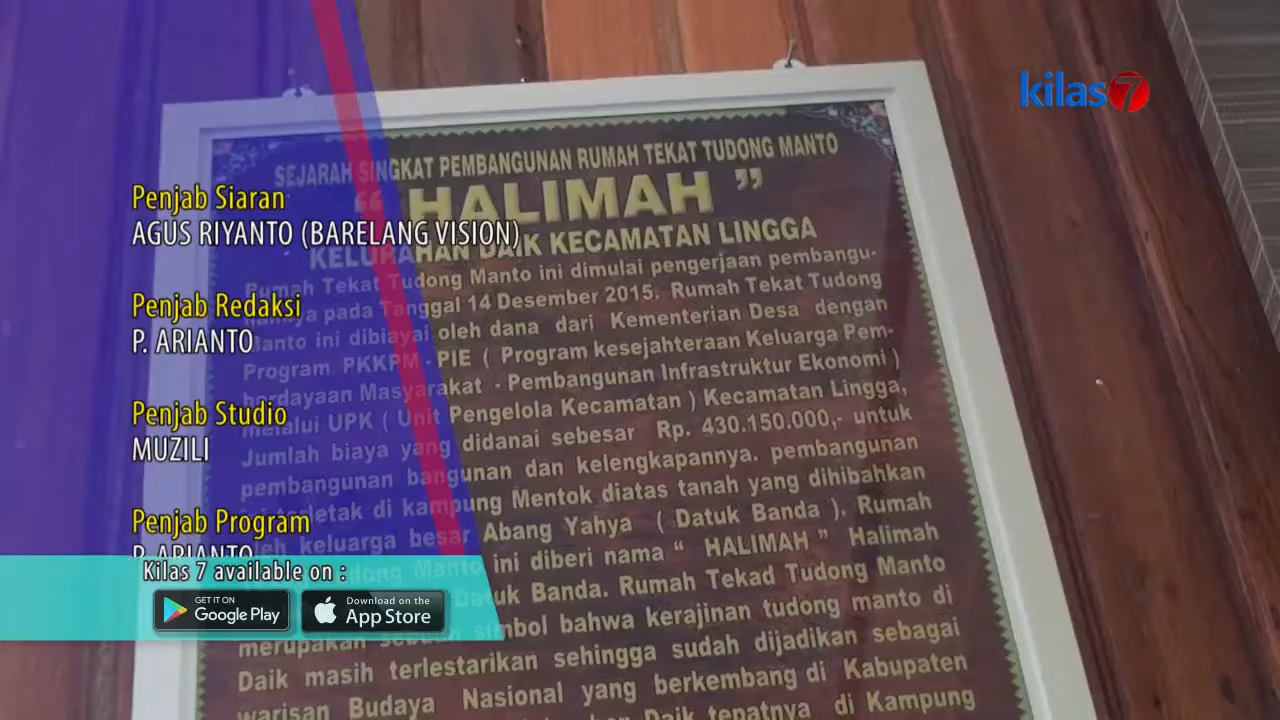 kilas7
SEJARAH SINGKAT PEMBANGUNAN RUMAH TEKAT TUDONG MANTO
“ HALIMAH ”
KELURAHAN DAIK KECAMATAN LINGGA
Rumah Tekat Tudong Manto ini dimulai pengerjaan pembangu-
pada Tanggal 14 Desember 2015. Rumah Tekat Tudong
Manto ini dibiayai oleh dana dari Kementerian Desa dengan
Program PKKPM - PIE ( Program kesejahteraan Keluarga Pem-
berdayaan Masyarakat - Pembangunan Infrastruktur Ekonomi )
melalui UPK ( Unit Pengelola Kecamatan ) Kecamatan Lingga,
Jumlah biaya yang didanai sebesar Rp. 430.150.000,- untuk
pembangunan bangunan dan kelengkapannya. pembangunan
ini terletak di kampung Mentok diatas tanah yang dihibahkan
oleh keluarga besar Abang Yahya ( Datuk Banda ). Rumah
Tudong Manto ini diberi nama “ HALIMAH ” Halimah
Datuk Banda. Rumah Tekad Tudong Manto
merupakan sebuah simbol bahwa kerajinan tudong manto di
Daik masih terlestarikan sehingga sudah dijadikan sebagai
warisan Budaya Nasional yang berkembang di Kabupaten
Daik tepatnya di Kampung
Penjab Siaran
AGUS RIYANTO (BARELANG VISION)
Penjab Redaksi
P. ARIANTO
Penjab Studio
MUZILI
Penjab Program
P. ARIANTO
Kilas 7 available on :
GET IT ON
Google Play
Download on the
App Store